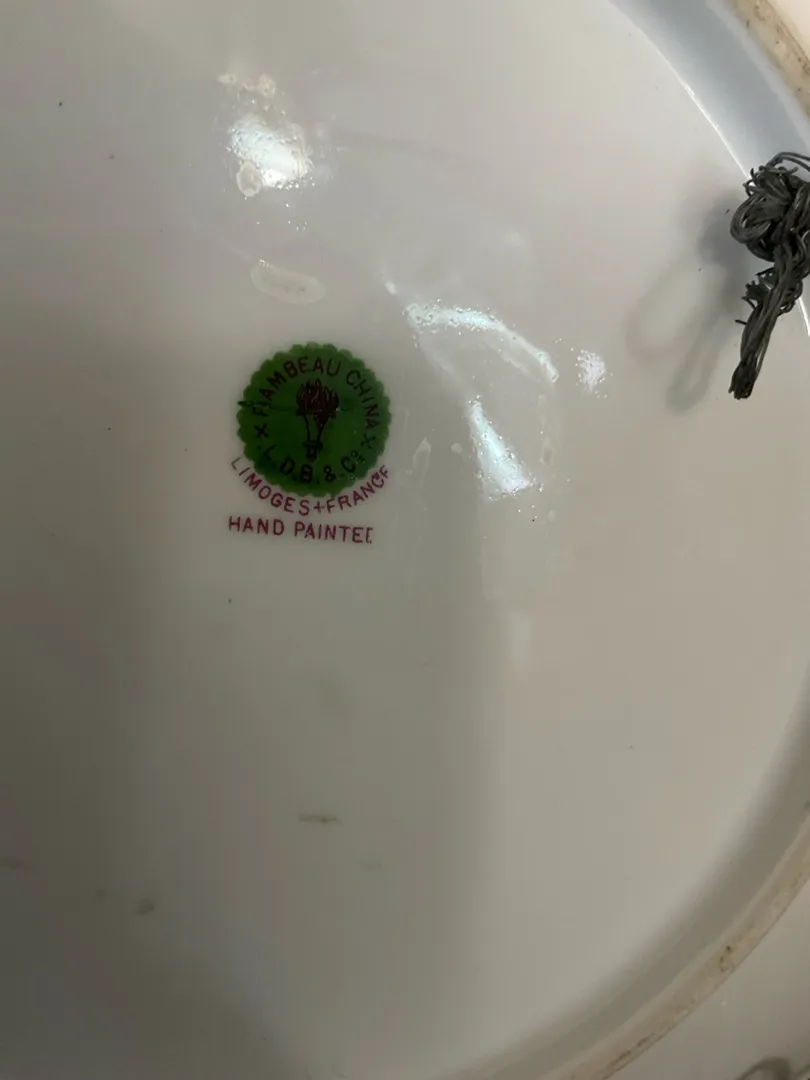 FLAMBEAU CHINA
L.D.B. & Co
LIMOGES+FRANCE
HAND PAINTED